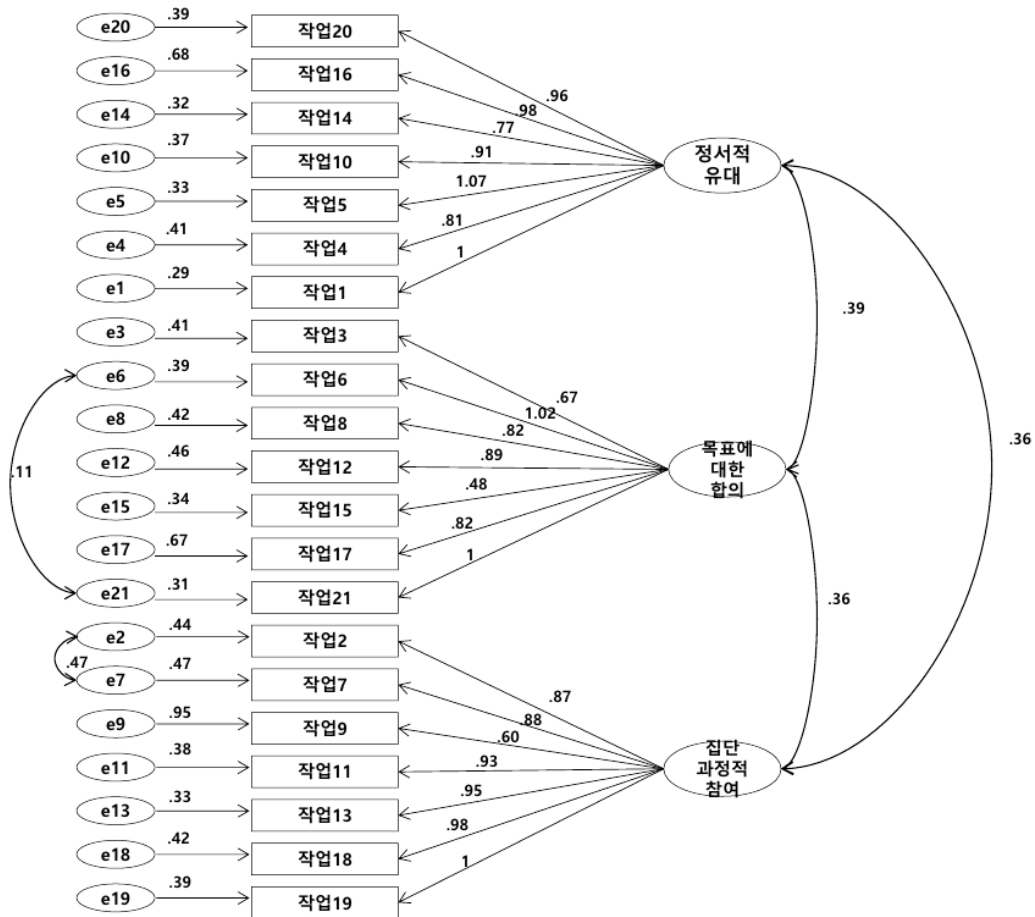 e20 .39 작업20
e16 .68 작업16
e14 .32 작업14
e10 .37 작업10
e5 .33 작업5
e4 .41 작업4
e1 .29 작업1
.96
.98
.77
.91
1.07
.81
1
정서적
유대
e3 .41 작업3
e6 .39 작업6
e8 .42 작업8
e12 .46 작업12
e15 .34 작업15
e17 .67 작업17
e21 .31 작업21
.11
.67
1.02
.82
.89
.48
.82
1
목표에
대한
합의
.39
.36
.36
e2 .44 작업2
e7 .47 작업7
e9 .95 작업9
e11 .38 작업11
e13 .33 작업13
e18 .42 작업18
e19 .39 작업19
.47
.87
.88
.60
.93
.95
.98
1
집단
과정적
참여